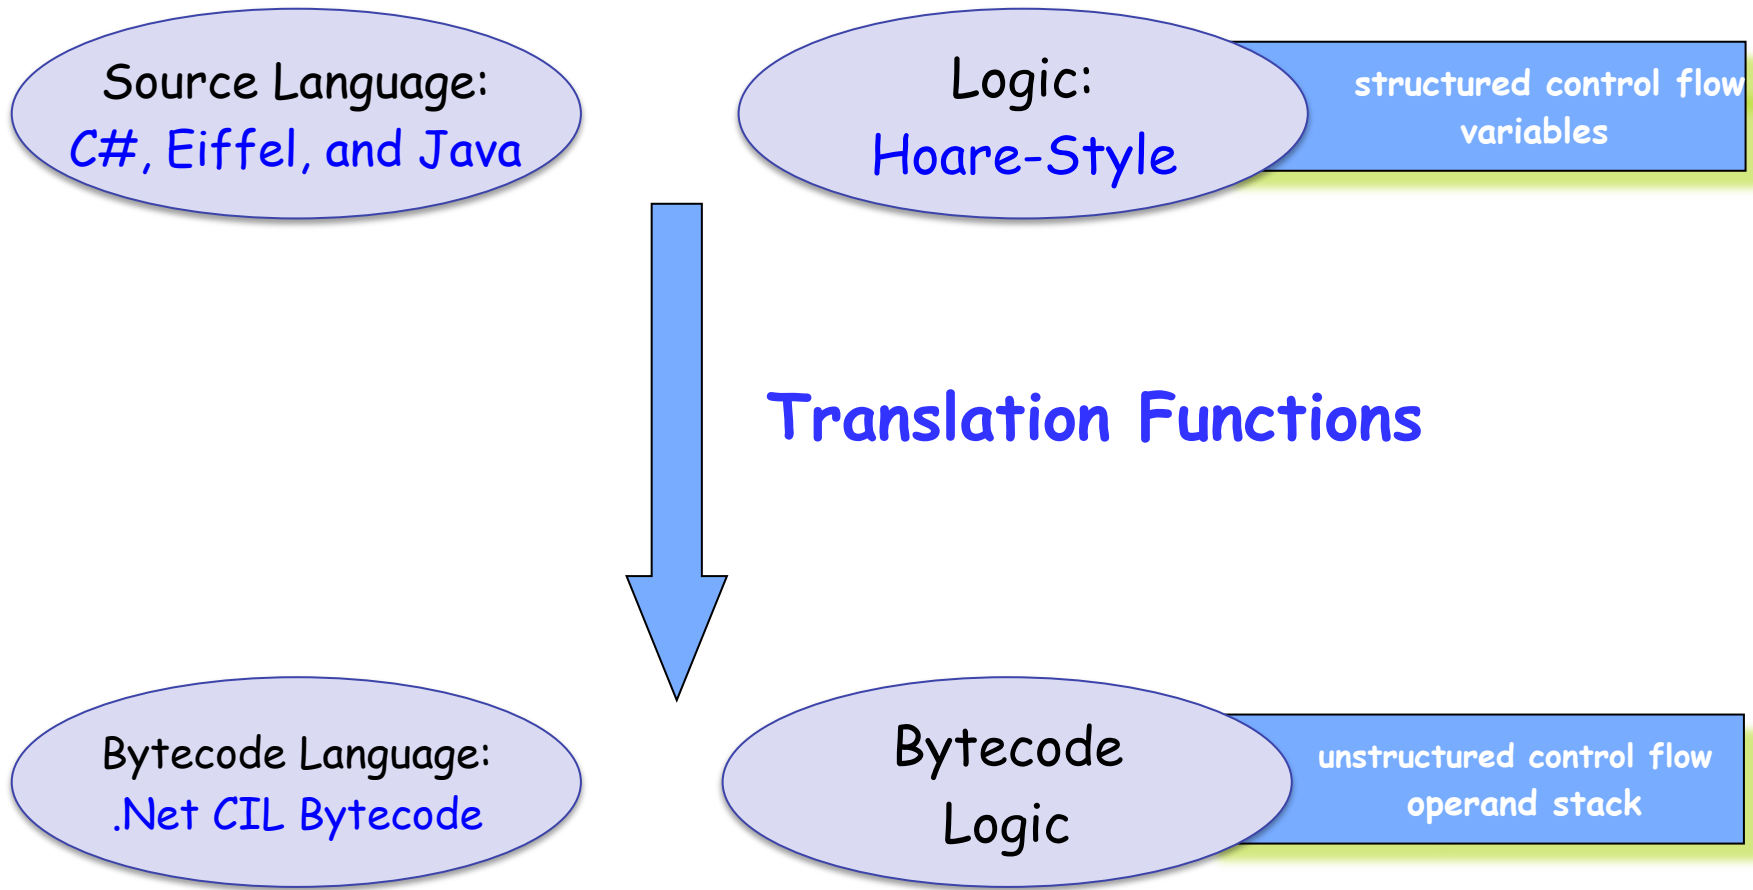 Source Language:
C#, Eiffel, and Java
Logic:
Hoare-Style
structured control flow
variables
Translation Functions
Bytecode Language:
.Net CIL Bytecode
Bytecode
Logic
unstructured control flow
operand stack